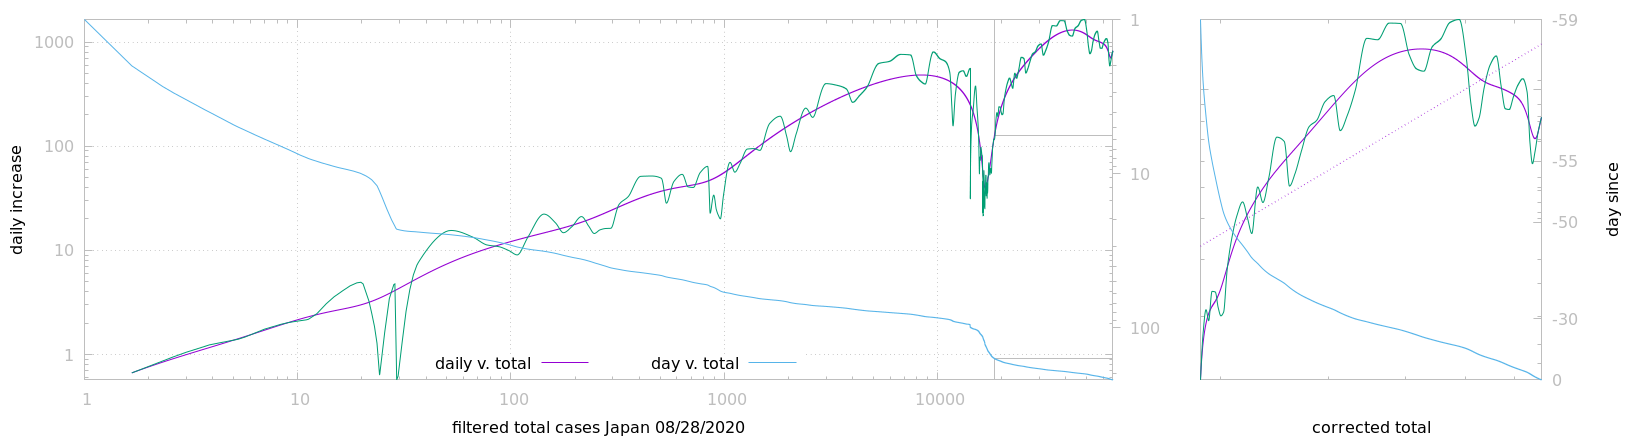 1000
100
10
1
daily increase
1
10
100
1000
10000
1
10
100
daily v. total
day v. total
filtered total cases Japan 08/28/2020
-59
-55
-50
-30
0
day since
corrected total